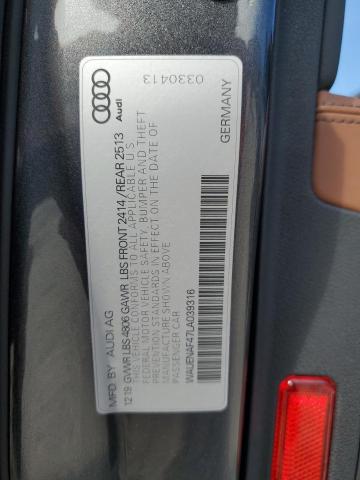 Audi
0330413
GERMANY
MFD BY AUDI AG
12 19 GVWR LBS 4806 GAWR LBS FRONT 2414 /REAR 2513
THIS VEHICLE CONFORMS TO ALL APPLICABLE U S
FEDERAL MOTOR VEHICLE SAFETY, BUMPER AND THEFT
PREVENTION STANDARDS IN EFFECT ON THE DATE OF
MANUFACTURE SHOWN ABOVE
PASSENGER CAR
WAUENAF47LA039316